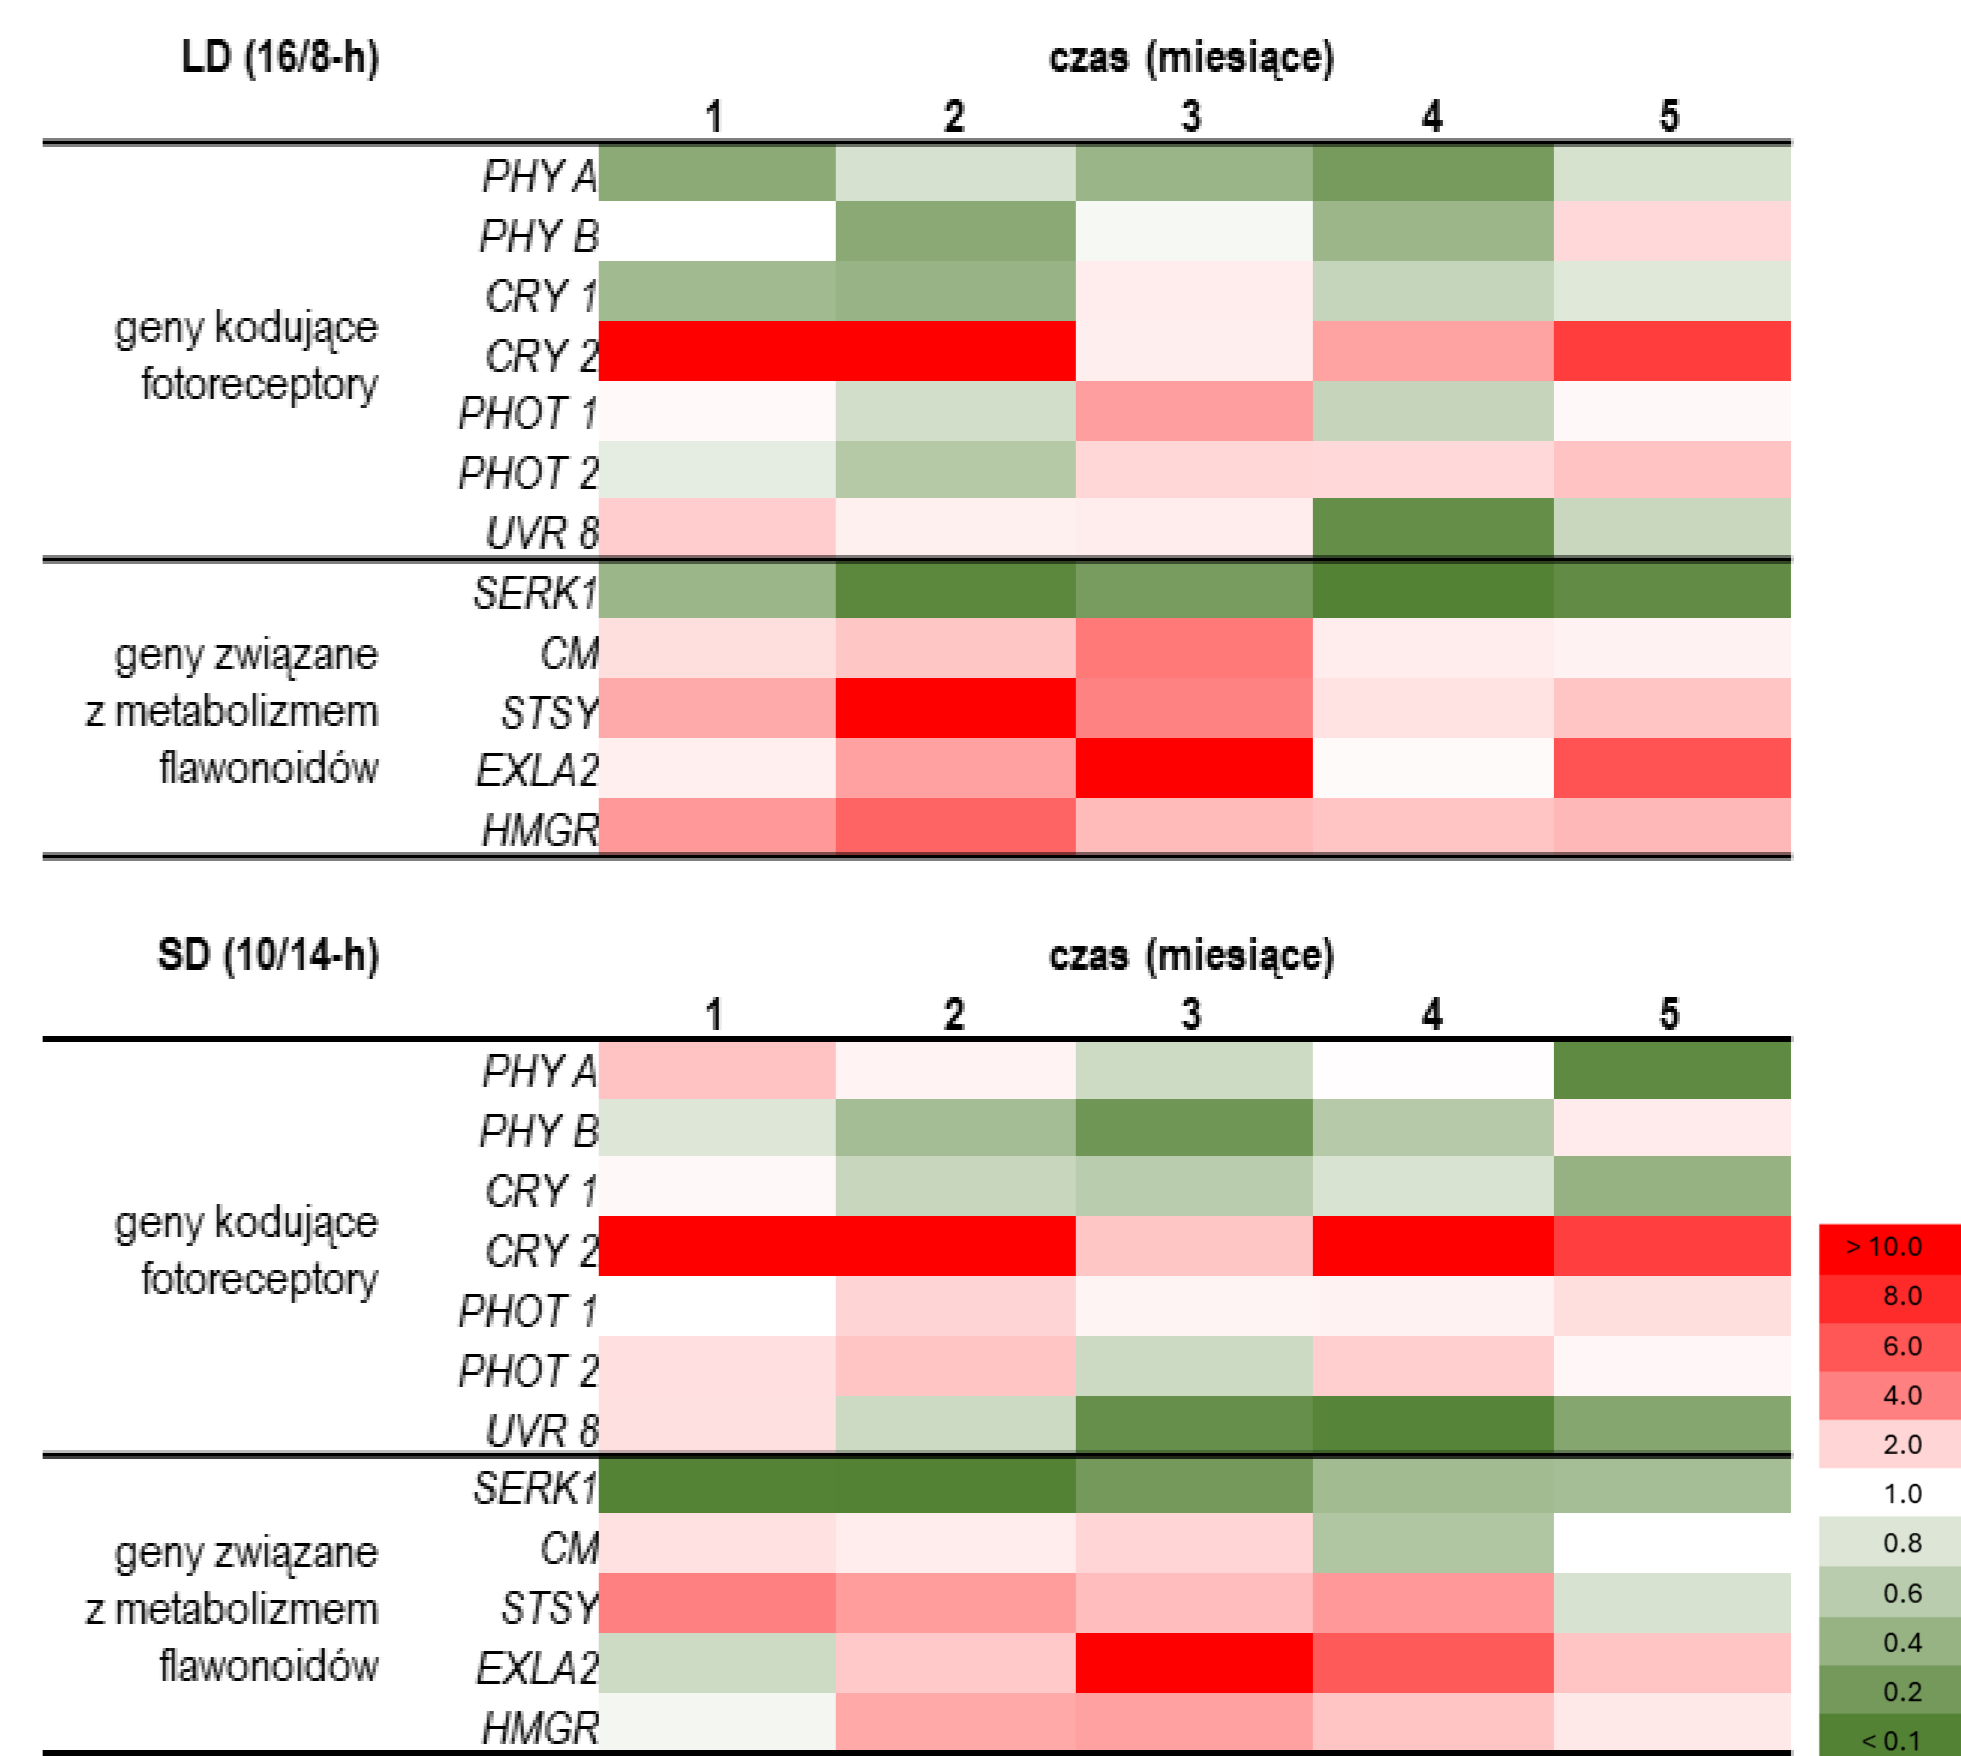 LD (16/8-h) czas (miesiące)
1 2 3 4 5
PHY A
PHY B
CRY 1
geny kodujące
CRY 2
fotoreceptory
PHOT 1
PHOT 2
UVR 8
SERK1
geny związane CM
z metabolizmem STSY
flawonoidów EXLA2
HMGR
SD (10/14-h) czas (miesiące)
1 2 3 4 5
PHY A
PHY B
CRY 1
geny kodujące
CRY 2
fotoreceptory
PHOT 1
PHOT 2
UVR 8
SERK1
geny związane CM
z metabolizmem STSY
flawonoidów EXLA2
HMGR
> 10.0
8.0
6.0
4.0
2.0
1.0
0.8
0.6
0.4
0.2
< 0.1